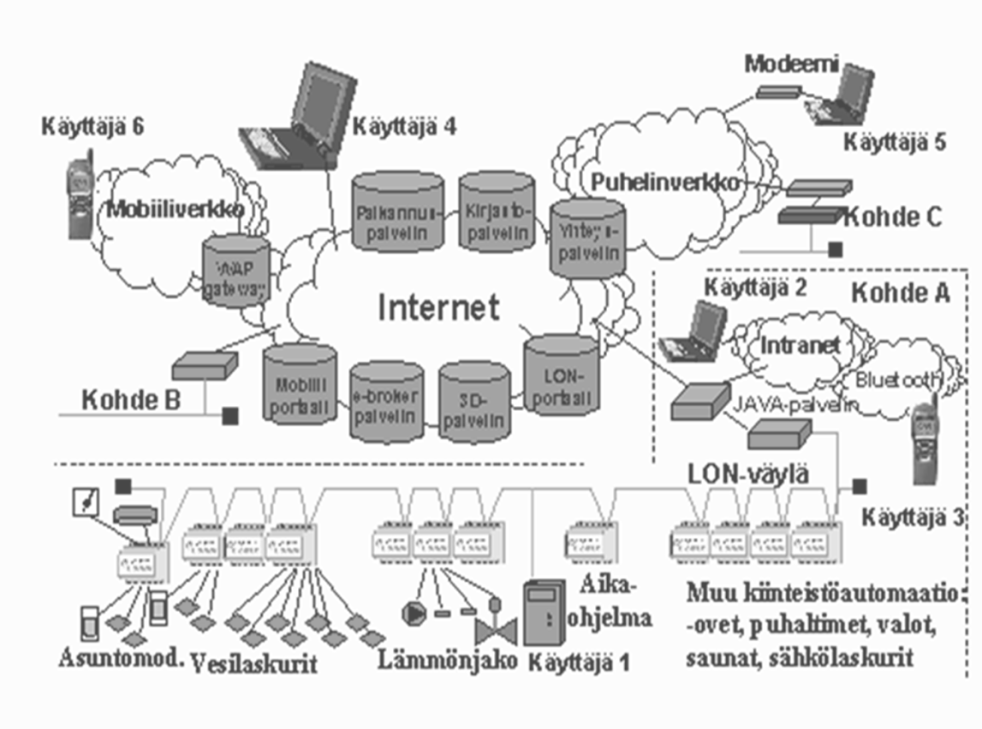 Modeemi
Käyttäjä 6
Käyttäjä 4
Käyttäjä 5
Mobiiliverkko
Puhelinverkko
Kohde C
Paikannus-
palvelin
Kirjanto-
palvelin
Yhteys-
palvelin
WAP
gateway
Internet
Käyttäjä 2
Kohde A
Intranet
Bluetooth
Kohde B
Mobiili
portaali
e-broker
palvelin
3D-
palvelin
LON-
portaali
JAVA-palvelin
LON-väylä
Käyttäjä 3
Asuntomod.
Vesilaskurit
Lämmönjako
Käyttäjä 1
Aika-
ohjelma
Muu kiinteistöautomaatio:
-ovet, puhaltimet, valot,
saunat, sähkölaskurit